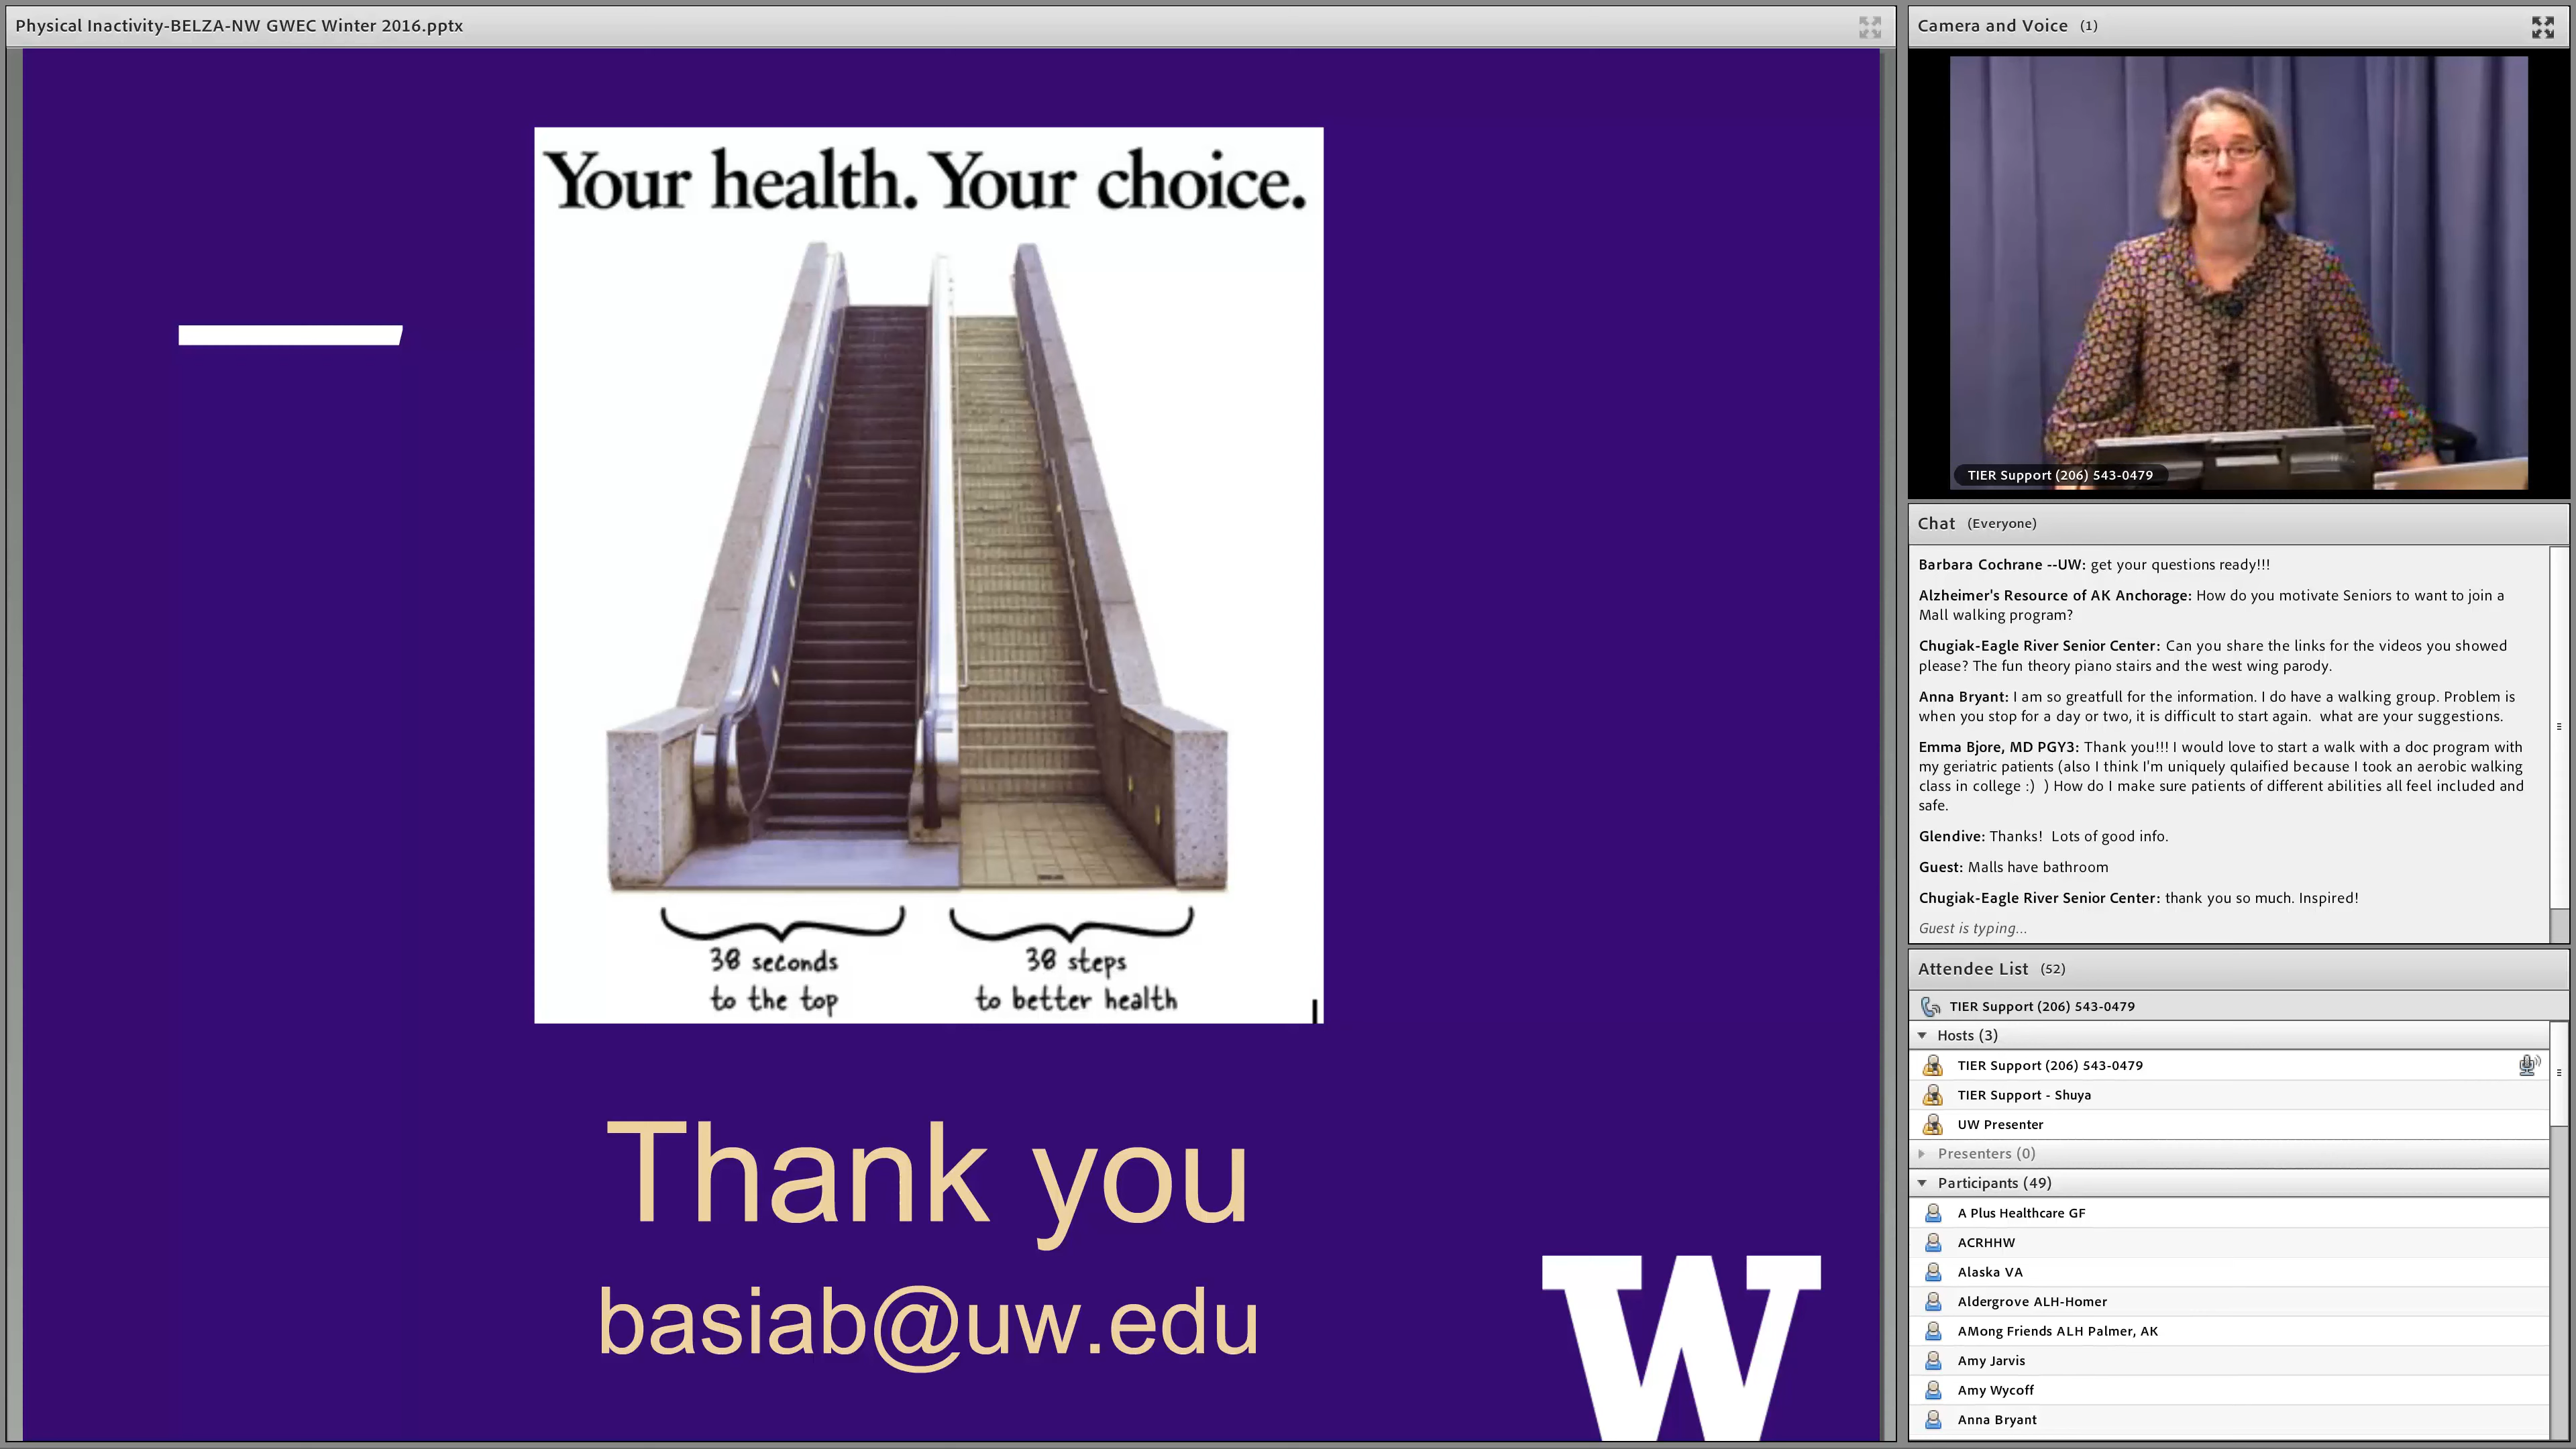 Physical Inactivity-BELZA-NW GWEC Winter 2016.pptx
Your health. Your choice.
38 seconds
to the top
38 steps
to better health
Thank you
basiab@uw.edu
W
Camera and Voice (1)
TIER Support (206) 543-0479
Chat (Everyone)
Barbara Cochrane --UW: get your questions ready!!!
Alzheimer's Resource of AK Anchorage: How do you motivate Seniors to want to join a
Mall walking program?
Chugiak-Eagle River Senior Center: Can you share the links for the videos you showed
please? The fun theory piano stairs and the west wing parody.
Anna Bryant: I am so greatfull for the information. I do have a walking group. Problem is
when you stop for a day or two, it is difficult to start again. what are your suggestions.
Emma Bjore, MD PGY3: Thank you!!! I would love to start a walk with a doc program with
my geriatric patients (also I think I'm uniquely qulaified because I took an aerobic walking
class in college :) ) How do I make sure patients of different abilities all feel included and
safe.
Glendive: Thanks! Lots of good info.
Guest: Malls have bathroom
Chugiak-Eagle River Senior Center: thank you so much. Inspired!
Guest is typing...
Attendee List (52)
TIER Support (206) 543-0479
Hosts (3)
TIER Support (206) 543-0479
TIER Support - Shuya
UW Presenter
Presenters (0)
Participants (49)
A Plus Healthcare GF
ACRHHW
Alaska VA
Aldergrove ALH-Homer
AMong Friends ALH Palmer, AK
Amy Jarvis
Amy Wycoff
Anna Bryant